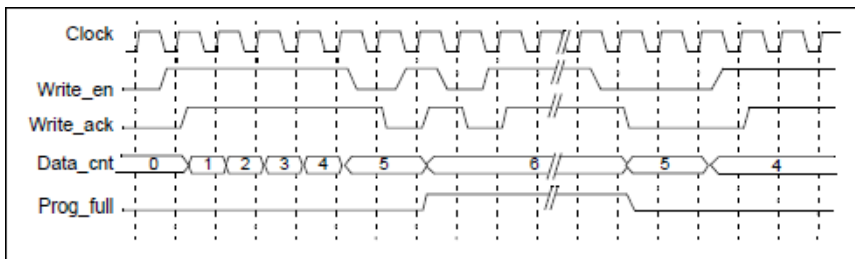 Clock
Write_en
Write_ack
Data_cnt 0 1 2 3 4 5 6 5 4
Prog_full